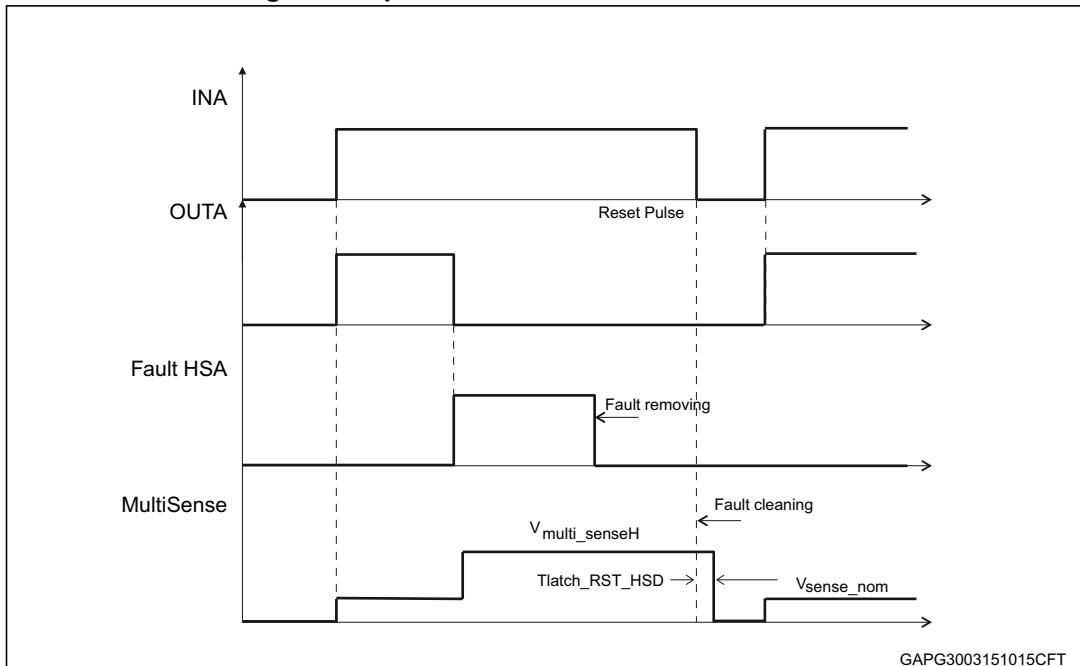 INA
Reset Pulse
OUTA
Fault HSA
Fault removing
MultiSense
Fault cleaning
Vmulti_senseH
Tlatch_RST_HSD
Vsense_nom
GAPG3003151015CFT